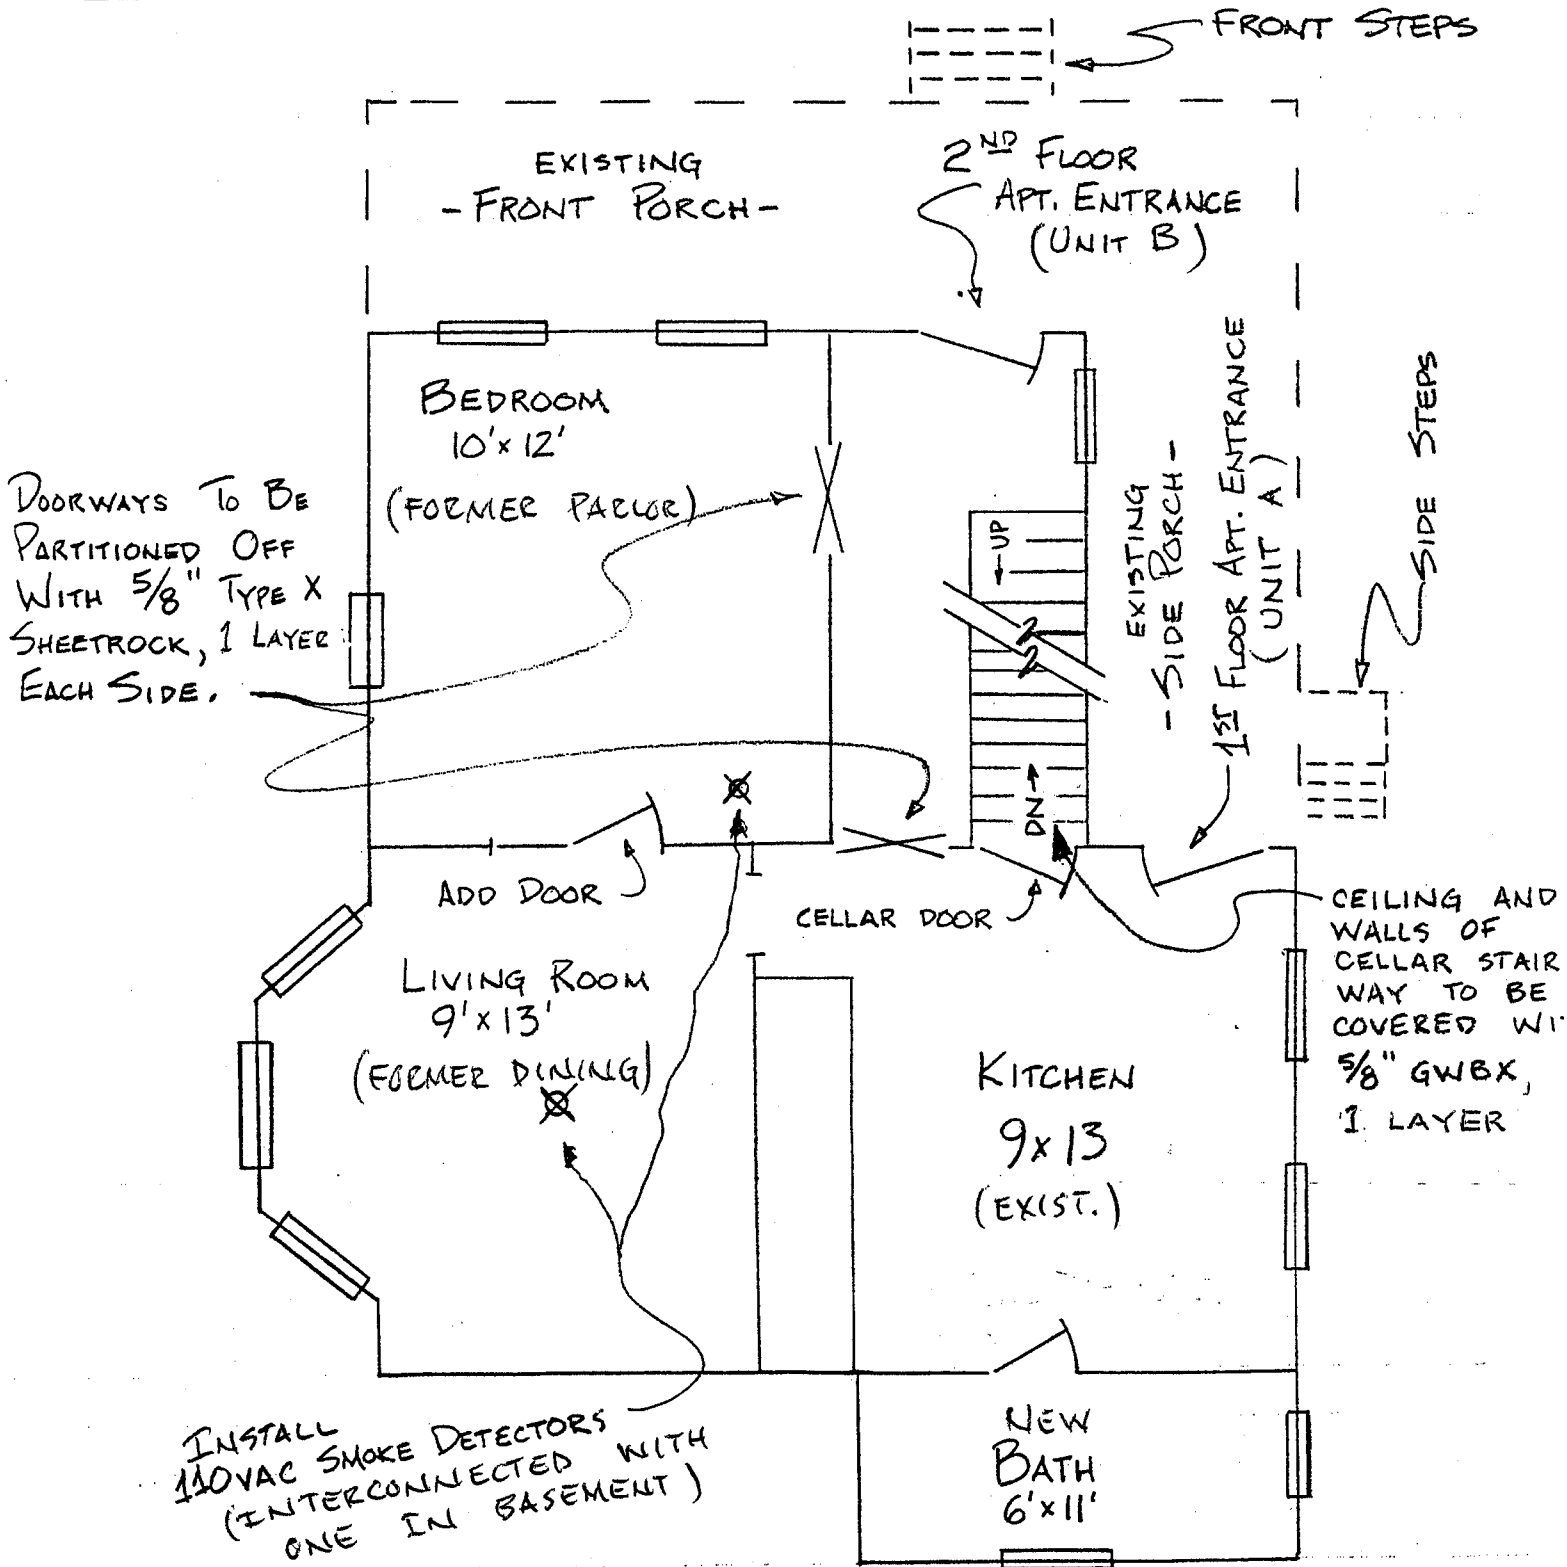 FRONT STEPS
EXISTING
- FRONT PORCH -
2ND FLOOR
APT. ENTRANCE
(UNIT B)
BEDROOM
10' x 12'
(FORMER PARLOR)
DOORWAYS TO BE
PARTITIONED OFF
WITH 5/8" TYPE X
SHEETROCK, 1 LAYER
EACH SIDE.
← UP
DN →
EXISTING
- SIDE PORCH -
1ST FLOOR APT. ENTRANCE
(UNIT A)
SIDE STEPS
ADD DOOR
CELLAR DOOR
CEILING AND
WALLS OF
CELLAR STAIR
WAY TO BE
COVERED WI
5/8" GWBX,
1 LAYER
LIVING ROOM
9' x 13'
(FORMER DINING)
KITCHEN
9 x 13
(EXIST.)
INSTALL
110VAC SMOKE DETECTORS
(INTERCONNECTED WITH
ONE IN BASEMENT)
NEW
BATH
6' x 11'